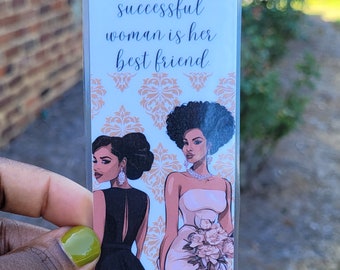 successful
woman is her
best friend